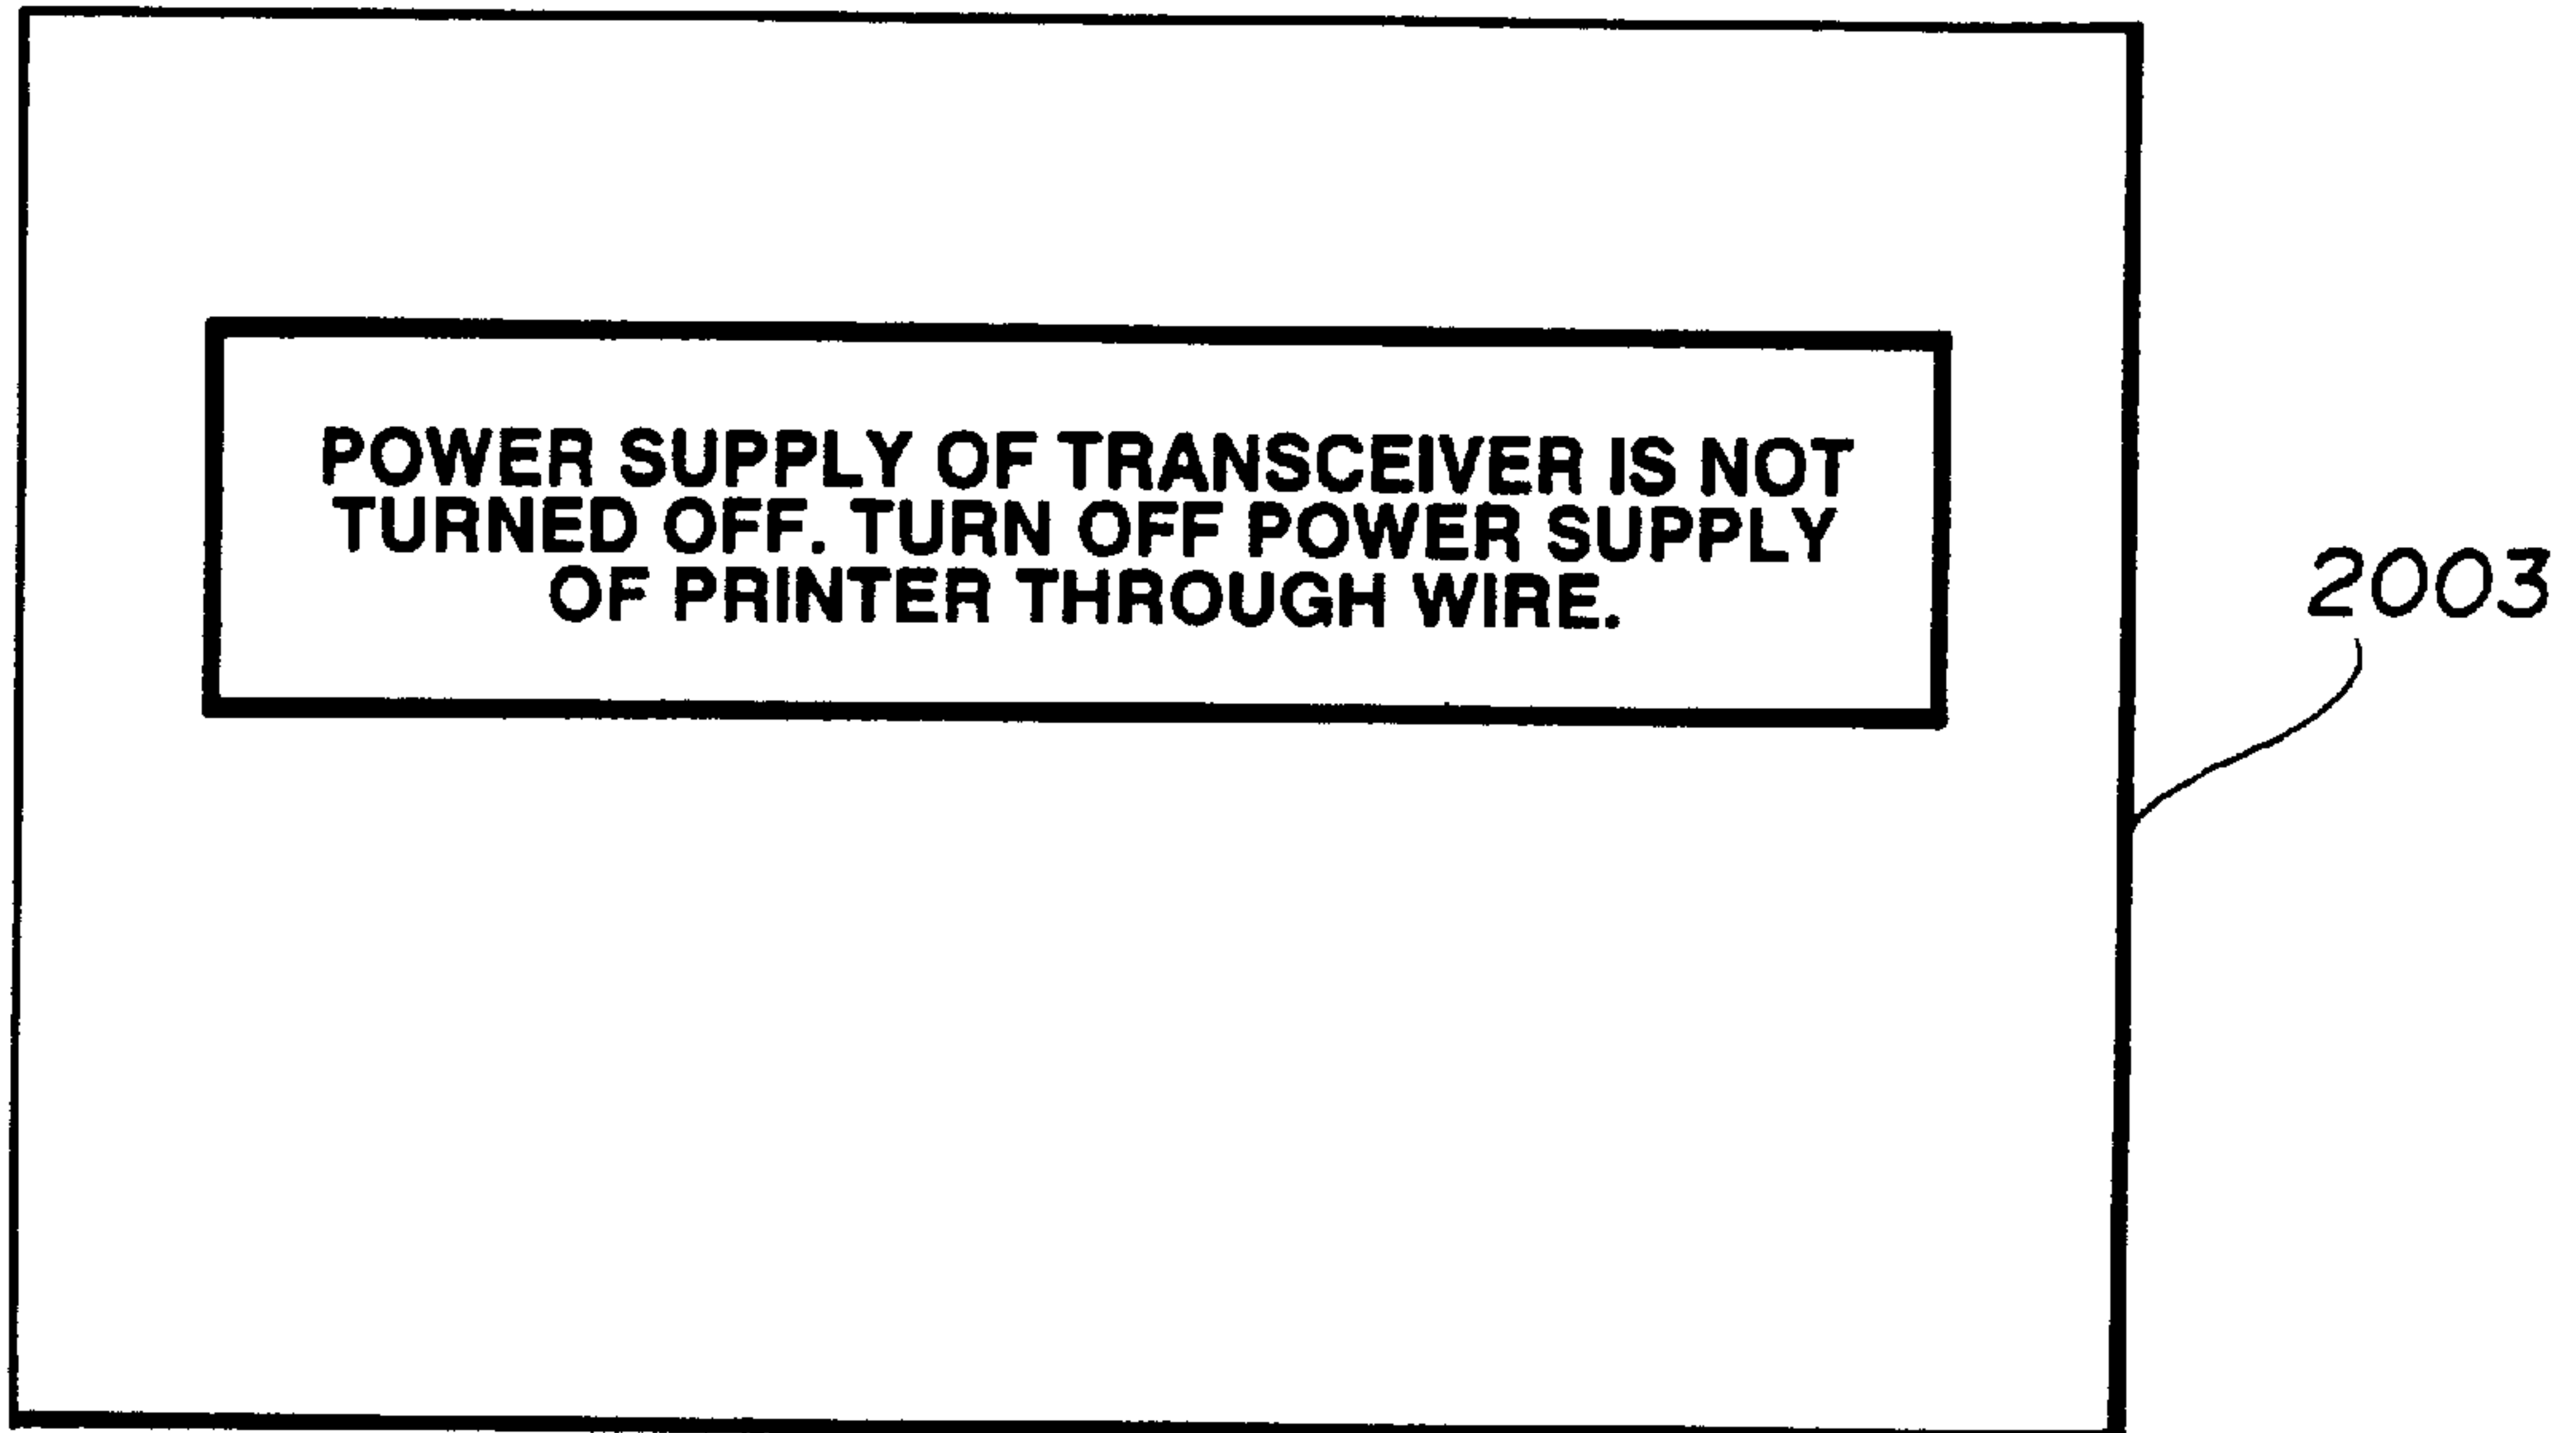 POWER SUPPLY OF TRANSCEIVER IS NOT
TURNED OFF. TURN OFF POWER SUPPLY
OF PRINTER THROUGH WIRE.
2003